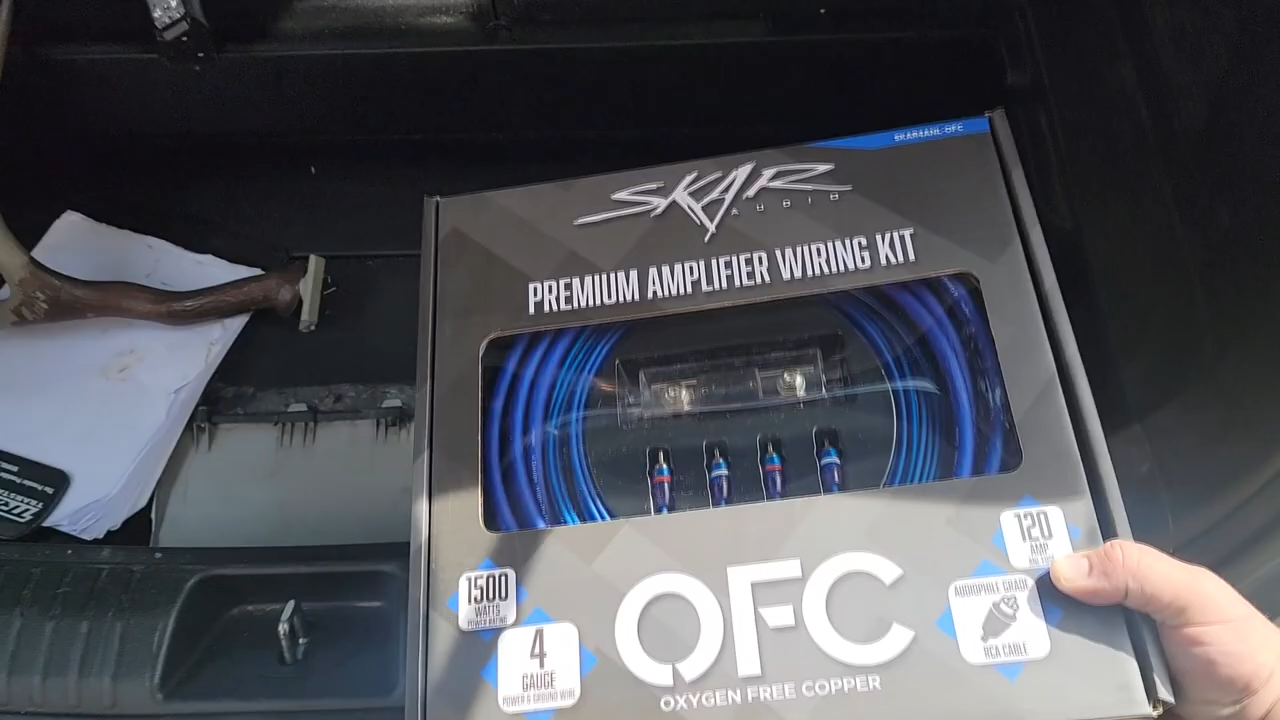 SKAR4ANL-OFC
SKAR
AUDIO
PREMIUM AMPLIFIER WIRING KIT
1500
WATTS
POWER RATING
4
GAUGE
POWER & GROUND WIRE
OFC
OXYGEN FREE COPPER
120
AMP
AUDIOPHILE GRADE
RCA CABLE